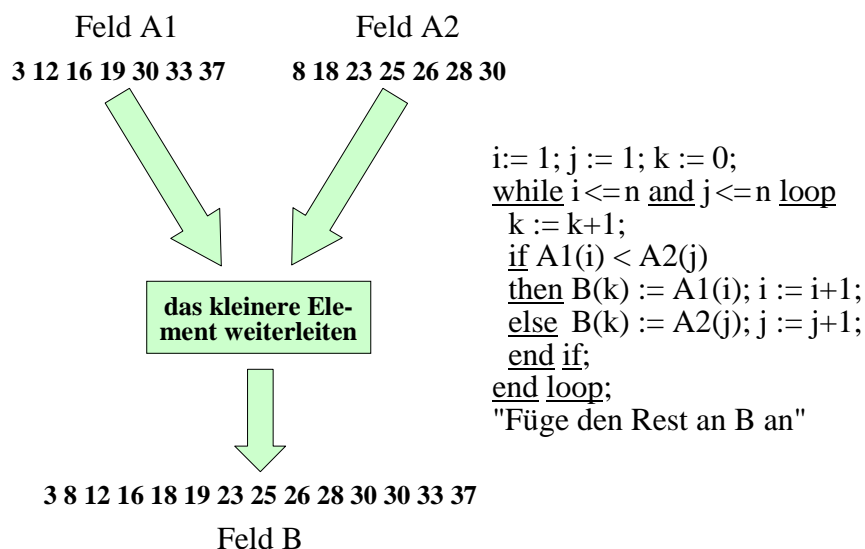 Feld A1
Feld A2
3 12 16 19 30 33 37
8 18 23 25 26 28 30
das kleinere Ele-
ment weiterleiten
3 8 12 16 18 19 23 25 26 28 30 30 33 37
Feld B
i:= 1; j := 1; k := 0;
while i<=n and j<=n loop
k := k+1;
if A1(i) < A2(j)
then B(k) := A1(i); i := i+1;
else B(k) := A2(j); j := j+1;
end if;
end loop;
"Füge den Rest an B an"